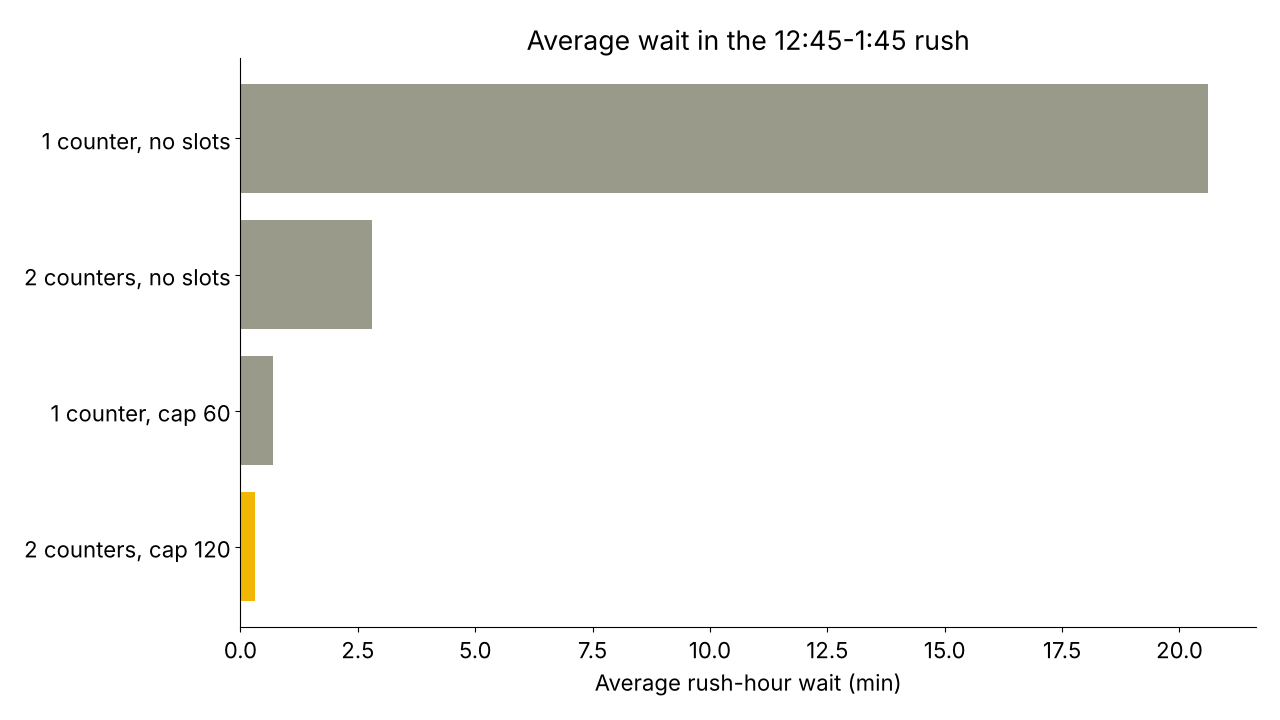 Average wait in the 12:45-1:45 rush
1 counter, no slots
2 counters, no slots
1 counter, cap 60
2 counters, cap 120
0.0 2.5 5.0 7.5 10.0 12.5 15.0 17.5 20.0
Average rush-hour wait (min)